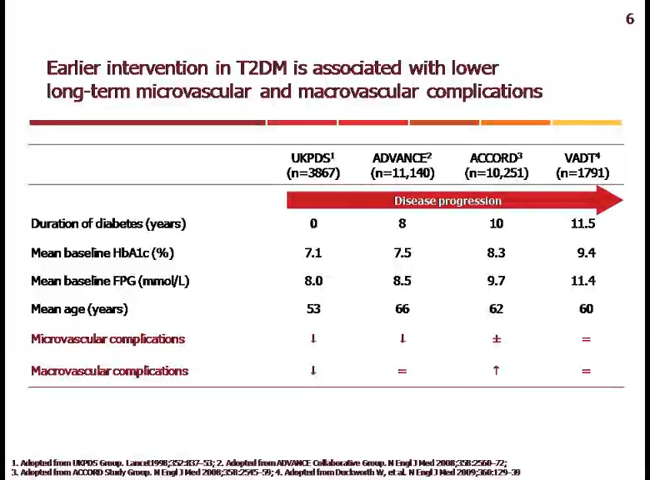 6
Earlier intervention in T2DM is associated with lower
long-term microvascular and macrovascular complications
UKPDS¹ ADVANCE² ACCORD³ VADT⁴
(n=3867) (n=11,140) (n=10,251) (n=1791)
Disease progression
Duration of diabetes (years) 0 8 10 11.5
Mean baseline HbA1c (%) 7.1 7.5 8.3 9.4
Mean baseline FPG (mmol/L) 8.0 8.5 9.7 11.4
Mean age (years) 53 66 62 60
Microvascular complications ↓ ↓ ± =
Macrovascular complications ↓ = ↑ =
1. Adopted from UKPDS Group. Lancet 1998;352:837–53; 2. Adopted from ADVANCE Collaborative Group. N Engl J Med 2008;358:2560–72;
3. Adopted from ACCORD Study Group. N Engl J Med 2008;358:2545–59; 4. Adopted from Duckworth W, et al. N Engl J Med 2009;360:129–39